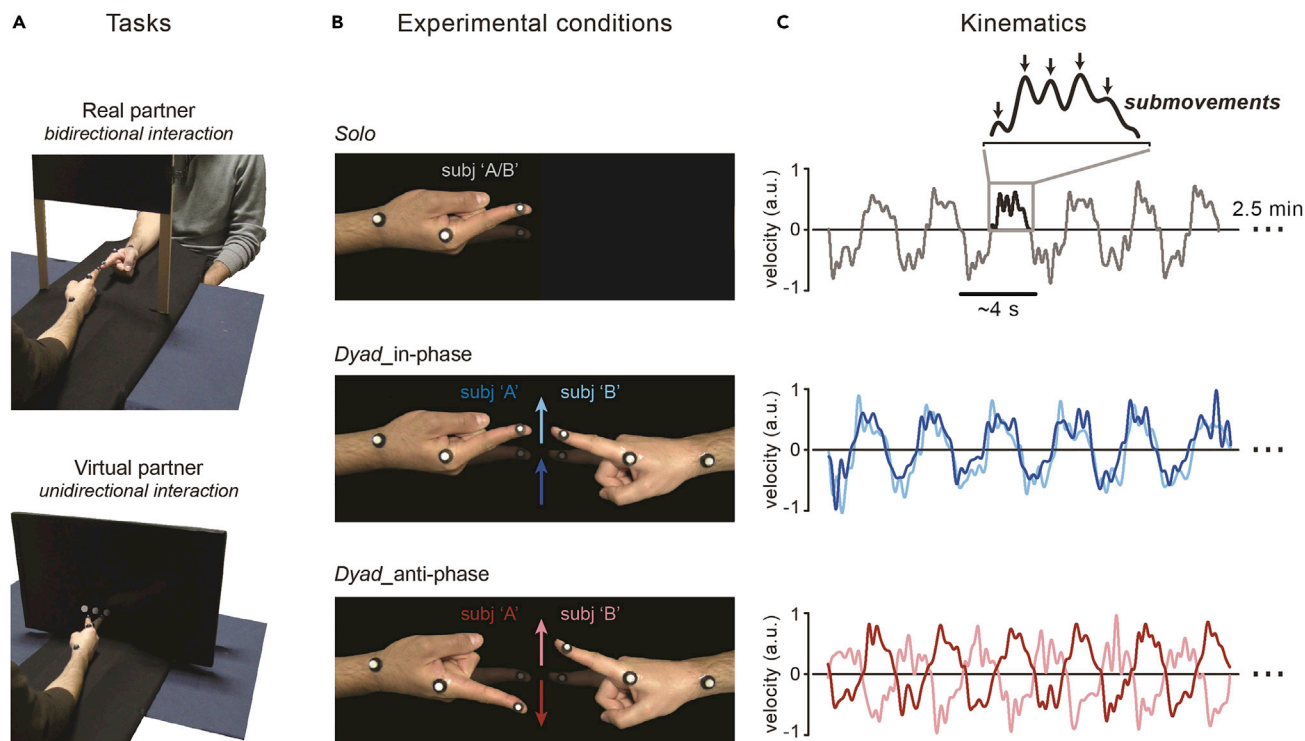 A
Tasks
Real partner
bidirectional interaction
Virtual partner
unidirectional interaction
B
Experimental conditions
Solo
subj ‘A/B’
Dyad_in-phase
subj ‘A’
subj ‘B’
Dyad_anti-phase
subj ‘A’
subj ‘B’
C
Kinematics
submovements
velocity (a.u.)
1
0
-1
2.5 min
...
~4 s
velocity (a.u.)
1
0
-1
...
velocity (a.u.)
1
0
-1
...